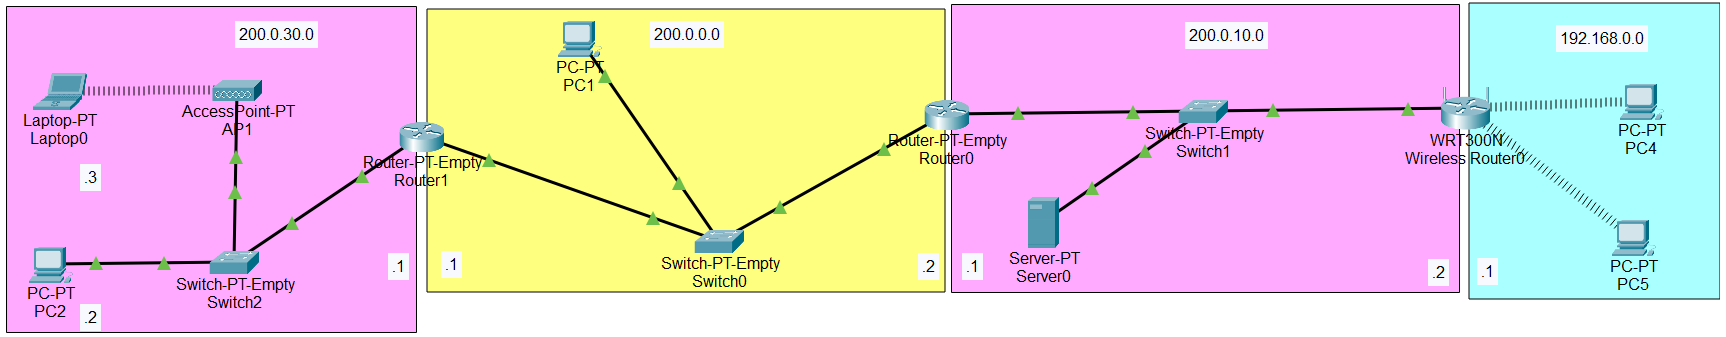 200.0.30.0
200.0.0.0
200.0.10.0
192.168.0.0
Laptop-PT
Laptop0
AccessPoint-PT
AP1
.3
PC-PT
PC2
.2
Switch-PT-Empty
Switch2
.1
Router-PT-Empty
Router1
PC-PT
PC1
.1
Switch-PT-Empty
Switch0
.2
Router-PT-Empty
Router0
.1
Server-PT
Server0
Switch-PT-Empty
Switch1
.2
WRT300N
Wireless Router0
.1
PC-PT
PC4
PC-PT
PC5